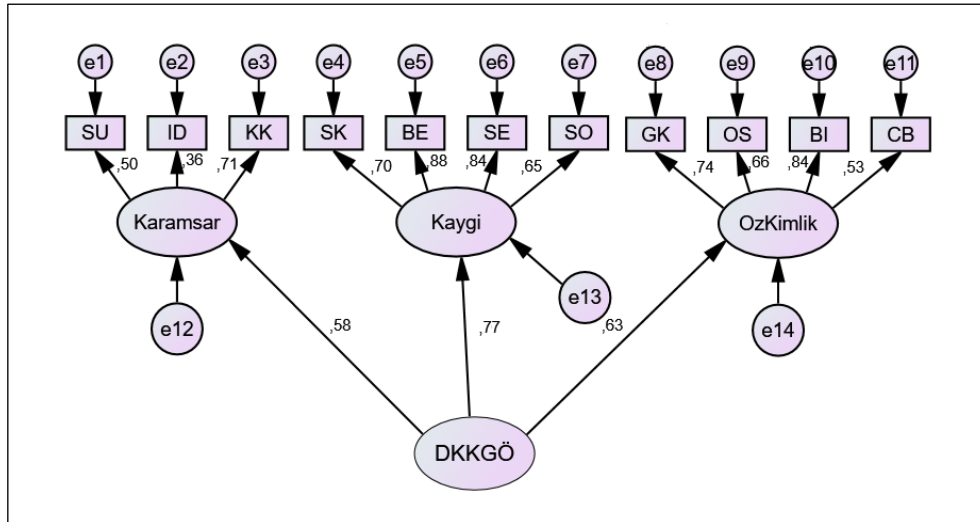 e1 e2 e3 e4 e5 e6 e7 e8 e9 e10 e11
SU ID KK SK BE SE SO GK OS BI CB
,50 ,36 ,71 ,70 ,88 ,84 ,65 ,74 ,66 ,84 ,53
Karamsar Kaygi OzKimlik
e12 e13 e14
,58 ,77 ,63
DKKGÖ